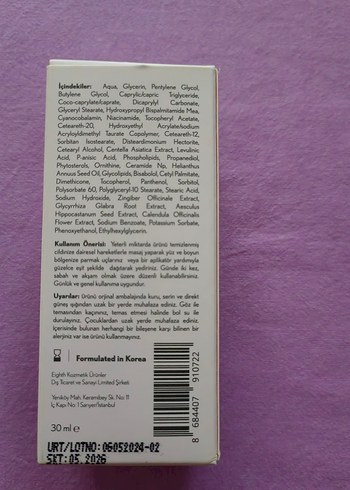 İçindekiler: Aqua, Glycerin, Pentylene Glycol,
Butylene Glycol, Caprylic/capric Triglyceride,
Coco-caprylate/caprate, Dicaprylyl Carbonate,
Glyceryl Stearate, Hydroxypropyl Bispalmitamide Mea,
Cyanocobalamin, Niacinamide, Tocopheryl Acetate,
Ceteareth-20, Hydroxyethyl Acrylate/sodium
Acryloyldimethyl Taurate Copolymer, Ceteareth-12,
Sorbitan Isostearate, Disteardimonium Hectorite,
Cetearyl Alcohol, Centella Asiatica Extract, Levulinic
Acid, P-anisic Acid, Phospholipids, Propanediol,
Phytosterols, Ornithine, Ceramide Np, Helianthus
Annuus Seed Oil, Glycolipids, Bisabolol, Cetyl Palmitate,
Dimethicone, Tocopherol, Panthenol, Sorbitol,
Polysorbate 60, Polyglyceryl-10 Stearate, Stearic Acid,
Sodium Hydroxide, Zingiber Officinale Extract,
Glycyrrhiza Glabra Root Extract, Aesculus
Hippocastanum Seed Extract, Calendula Officinalis
Flower Extract, Sodium Benzoate, Potassium Sorbate,
Phenoxyethanol, Ethylhexylglycerin.
Kullanım Önerisi: Yeterli miktarda ürünü temizlenmiş
cildinize dairesel hareketlerle masaj yaparak yüz ve boyun
bölgenize parmak uçlarınız veya bir aplikatör yardımıyla
güzelce eşit şekilde dağıtarak yediriniz. Günde iki kez,
sabah ve akşam olmak üzere düzenli kullanabilirsiniz.
Günlük ve genel kullanıma uygundur.
Uyarılar: ürünü orjinal ambalajında kuru, serin ve direkt
güneş ışığından uzak bir yerde muhafaza ediniz. Göz ile
temasından kaçınınız, temas etmesi halinde bol su ile
durulayınız. Çocuklardan uzak yerde muhafaza ediniz.
içerisinde bulunan herhangi bir bileşene karşı bilinen bir
alerjiniz var ise ürünü kullanmayınız.
Formulated in Korea
Eighth Kozmetik Ürünler
Dış Ticaret ve Sanayi Limited Şirketi
Yeniköy Mah. Karambey Sk. No: 11
İç Kapı No: 1 Sarıyer/İstanbul
8 684407 910722
30 ml e
URT/LOTNO: 06052024-02
SKT: 05.2026